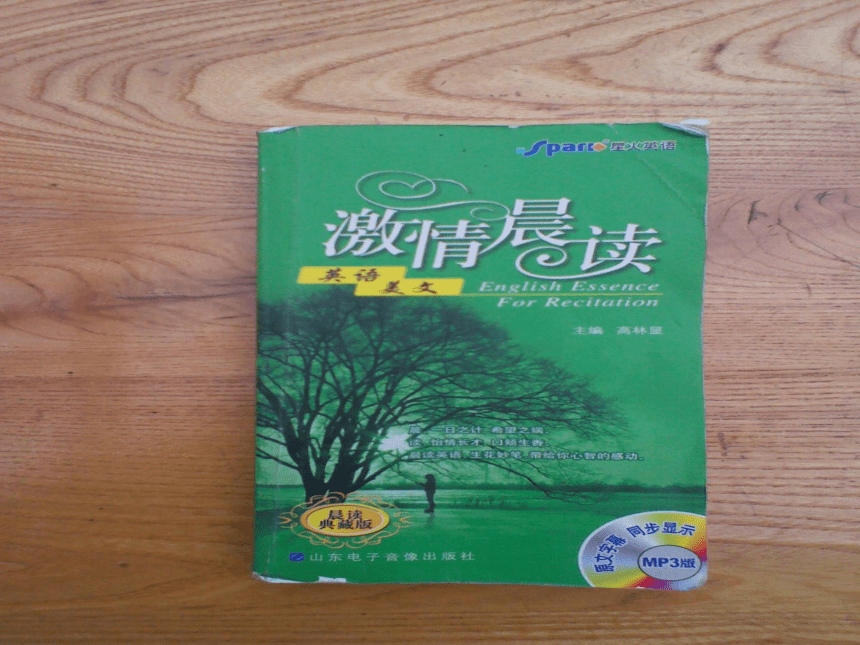 Spark 星火英语
激情晨读
英语
美文
English Essence
For Recitation
主编 高林显
晨，一日之计，希望之端，
读，怡情长才，口颊生香，
晨读英语，生花妙笔，带给你心智的感动。
晨读
典藏版
原文字幕 同步显示
MP3版
山东电子音像出版社